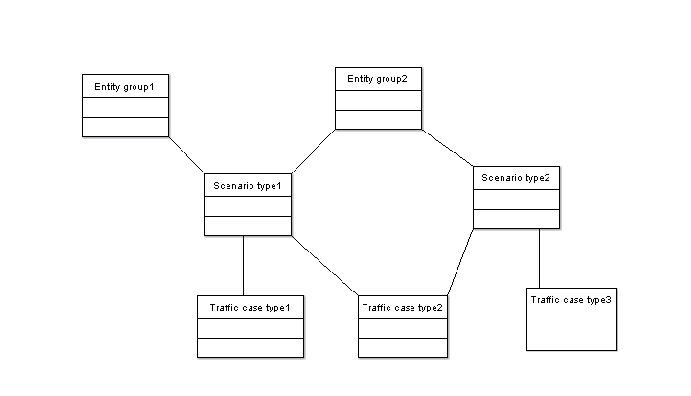 Entity group1
Entity group2
Scenario type1
Scenario type2
Traffic case type1
Traffic case type2
Traffic case type3